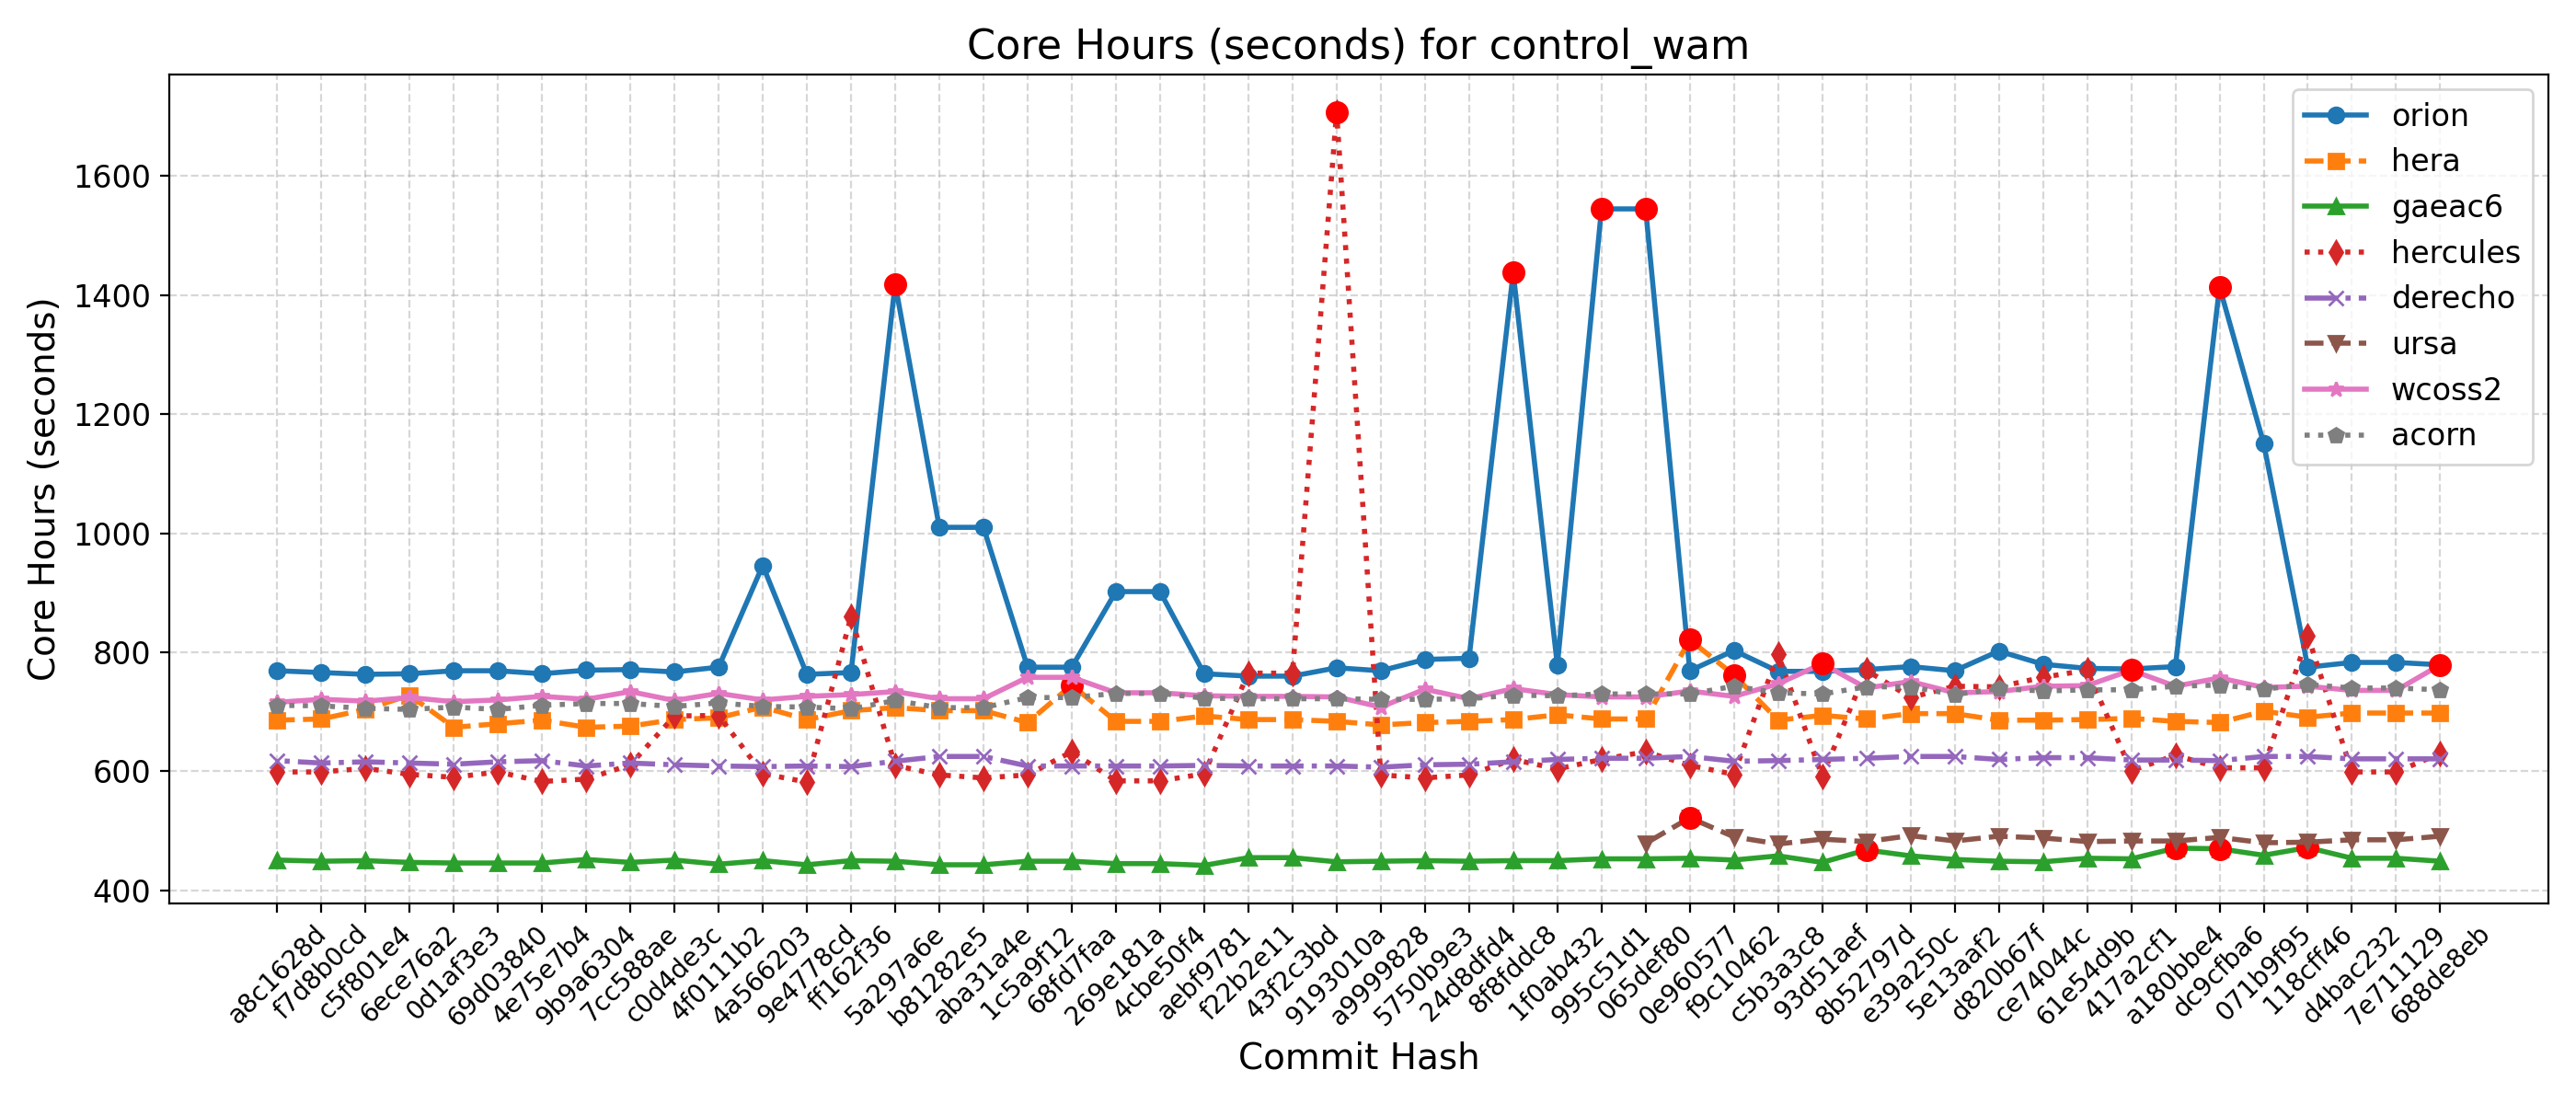 Core Hours (seconds) for control_wam
Core Hours (seconds)
1600
1400
1200
1000
800
600
400
orion
hera
gaeac6
hercules
derecho
ursa
wcoss2
acorn
a8c1628d
f7d8b0cd
c5f801e4
6ece76a2
0d1af3e3
69d03840
4e75e7b4
9b9a6304
7cc588ae
c0d4de3c
4f0111b2
4a566203
9e4778cd
ff162f36
5a297a6e
b81282e5
aba31a4e
1c5a9f12
68fd7faa
269e181a
4cbe50f4
aebf9781
f22b2e11
43f2c3bd
9193010a
a9999828
5750b9e3
24d8dfd4
8f8fddc8
1f0ab432
995c51d1
065def80
0e960577
f9c10462
c5b3a3c8
93d51aef
8b52797d
e39a250c
5e13aaf2
d820b67f
ce74044c
61e54d9b
417a2cf1
a180bbe4
dc9cfba6
071b9f95
118cff46
d4bac232
7e711129
688de8eb
Commit Hash